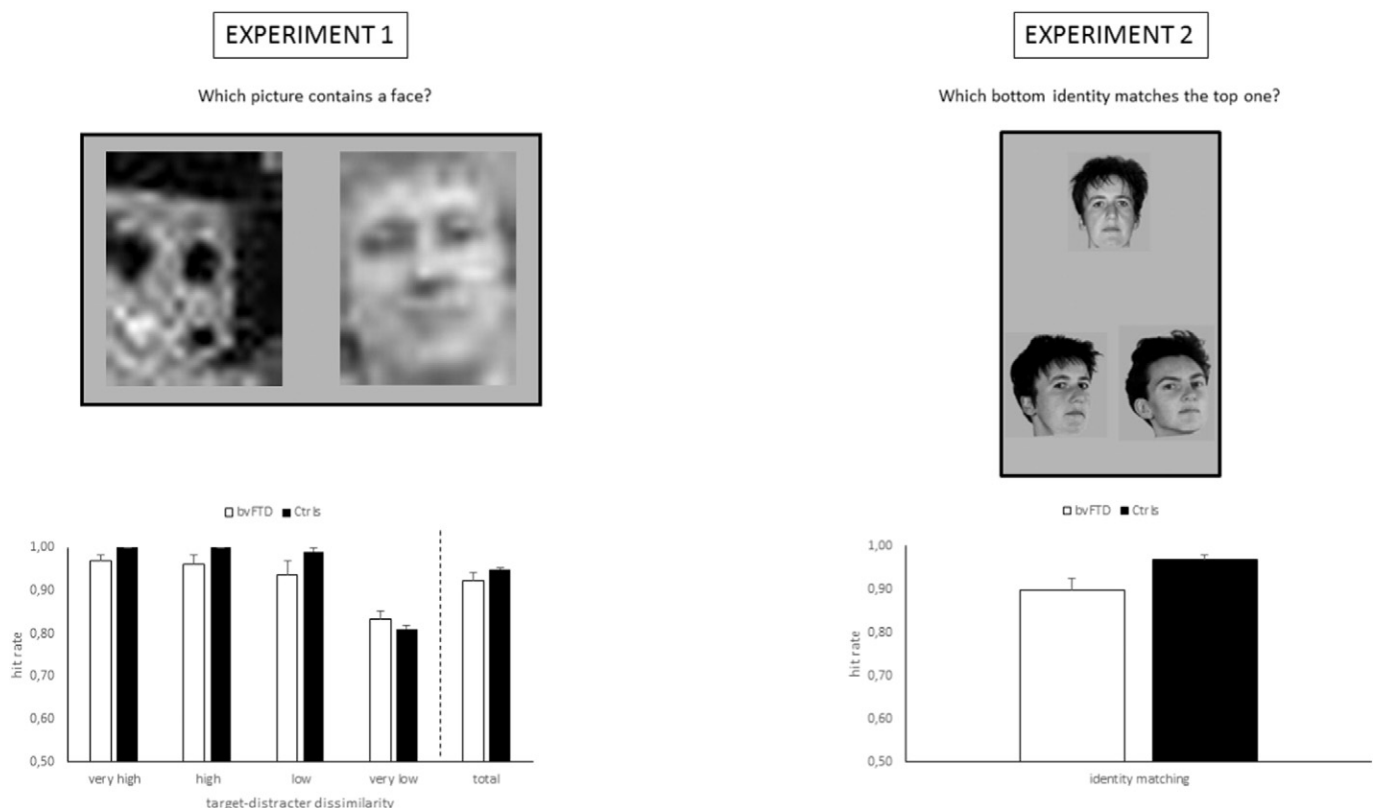 EXPERIMENT 1
Which picture contains a face?
bvFTD Ctrls
1,00
0,90
0,80
0,70
0,60
0,50
hit rate
very high high low very low total
target-distracter dissimilarity
EXPERIMENT 2
Which bottom identity matches the top one?
bvFTD Ctrls
1,00
0,90
0,80
0,70
0,60
0,50
hit rate
identity matching